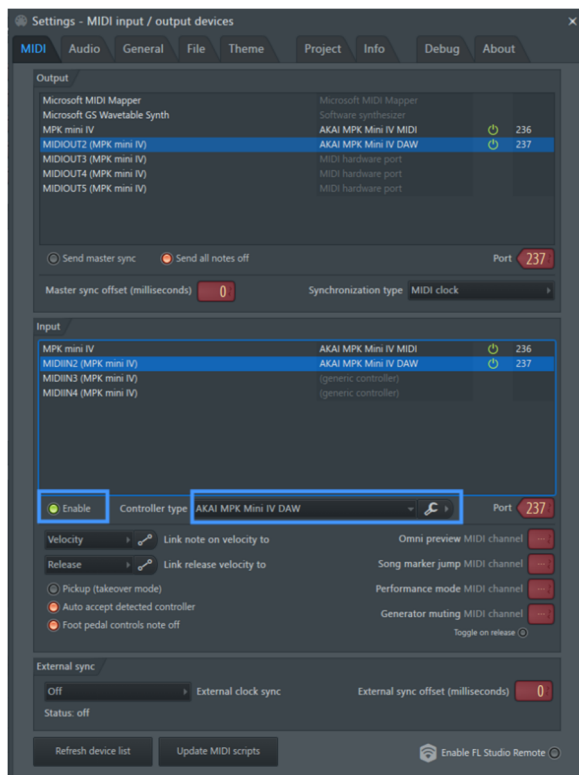 Settings - MIDI input / output devices
MIDI Audio General File Theme Project Info Debug About
Output
Microsoft MIDI Mapper Microsoft MIDI Mapper
Microsoft GS Wavetable Synth Software synthesizer
MPK mini IV AKAI MPK Mini IV MIDI 236
MIDIOUT2 (MPK mini IV) AKAI MPK Mini IV DAW 237
MIDIOUT3 (MPK mini IV) MIDI hardware port
MIDIOUT4 (MPK mini IV) MIDI hardware port
MIDIOUT5 (MPK mini IV) MIDI hardware port
Send master sync Send all notes off Port 237
Master sync offset (milliseconds) 0 Synchronization type MIDI clock
Input
MPK mini IV AKAI MPK Mini IV MIDI 236
MIDIIN2 (MPK mini IV) AKAI MPK Mini IV DAW 237
MIDIIN3 (MPK mini IV) (generic controller)
MIDIIN4 (MPK mini IV) (generic controller)
Enable Controller type AKAI MPK Mini IV DAW Port 237
Velocity Link note on velocity to Omni preview MIDI channel --
Release Link release velocity to Song marker jump MIDI channel --
Pickup (takeover mode) Performance mode MIDI channel --
Auto accept detected controller Generator muting MIDI channel --
Foot pedal controls note off Toggle on release
External sync
Off External clock sync External sync offset (milliseconds) 0
Status: off
Refresh device list Update MIDI scripts Enable FL Studio Remote